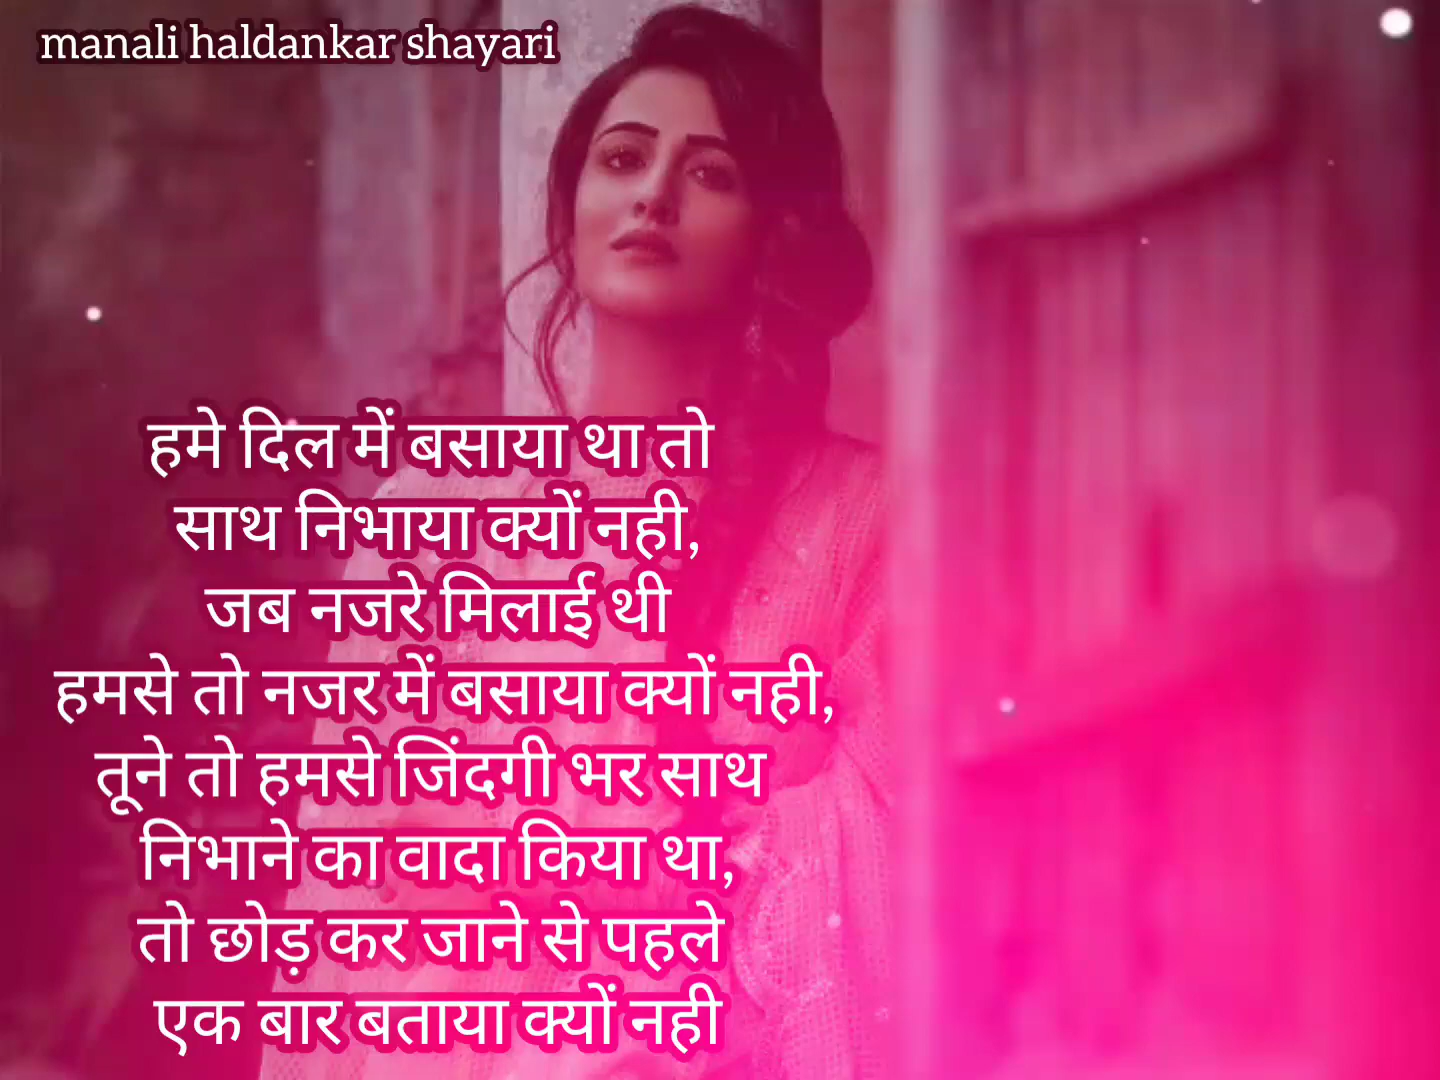 manali haldankar shayari
हमे दिल में बसाया था तो
साथ निभाया क्यों नही,
जब नजरे मिलाई थी
हमसे तो नजर में बसाया क्यों नही,
तूने तो हमसे जिंदगी भर साथ
निभाने का वादा किया था,
तो छोड़ कर जाने से पहले
एक बार बताया क्यों नही